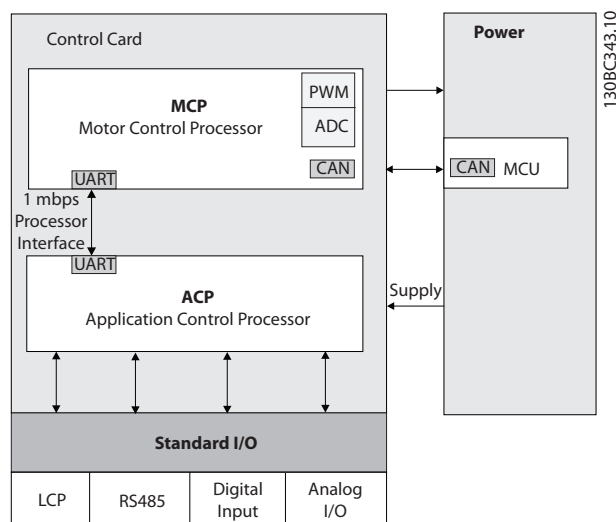 Control Card
MCP
Motor Control Processor
PWM
ADC
CAN
UART
1 mbps
Processor
Interface
UART
ACP
Application Control Processor
Standard I/O
LCP
RS485
Digital
Input
Analog
I/O
Power
CAN
MCU
Supply
130BC343.10